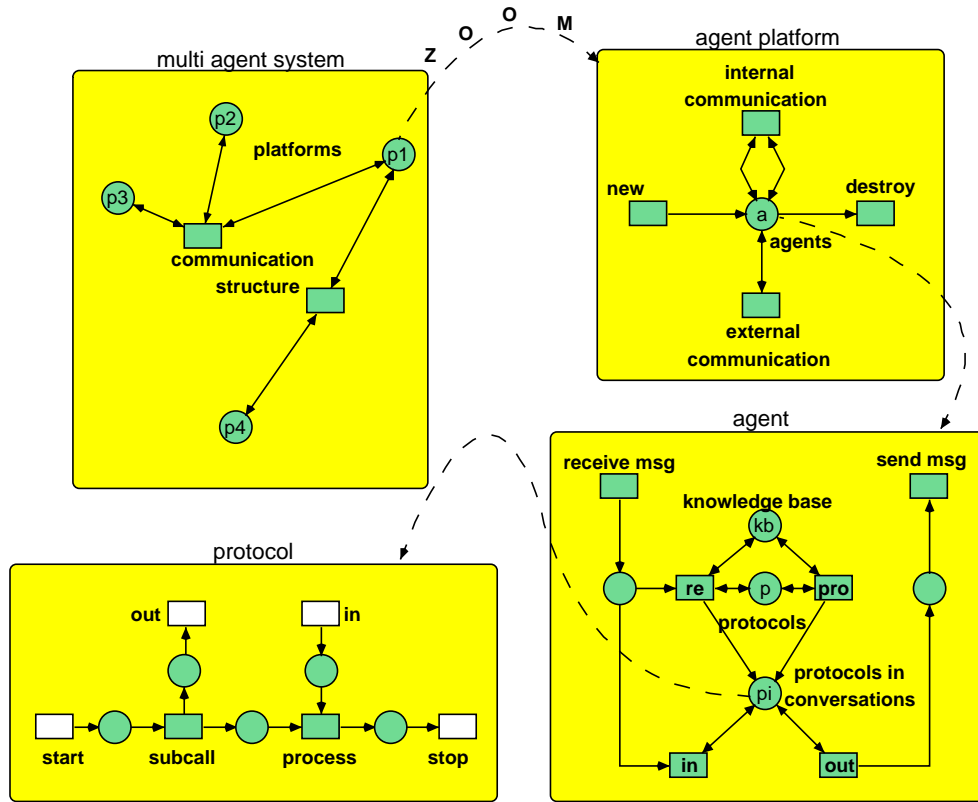 multi agent system
p2
platforms
p1
p3
communication
structure
p4
Z O O M
agent platform
internal
communication
new
destroy
a
agents
external
communication
agent
receive msg
send msg
knowledge base
kb
re
p
pro
protocols
pi
protocols in
conversations
in
out
protocol
out
in
start
subcall
process
stop